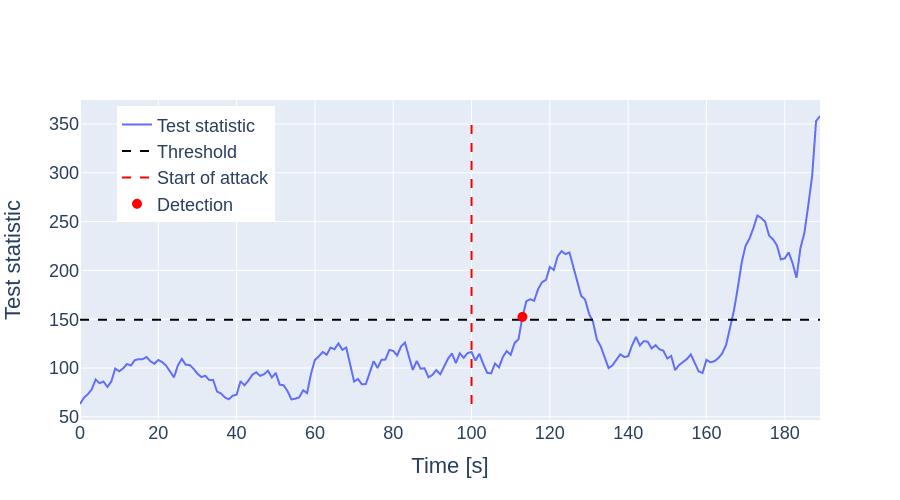 350
300
250
200
150
100
50
Test statistic
Test statistic
Threshold
Start of attack
Detection
0 20 40 60 80 100 120 140 160 180
Time [s]